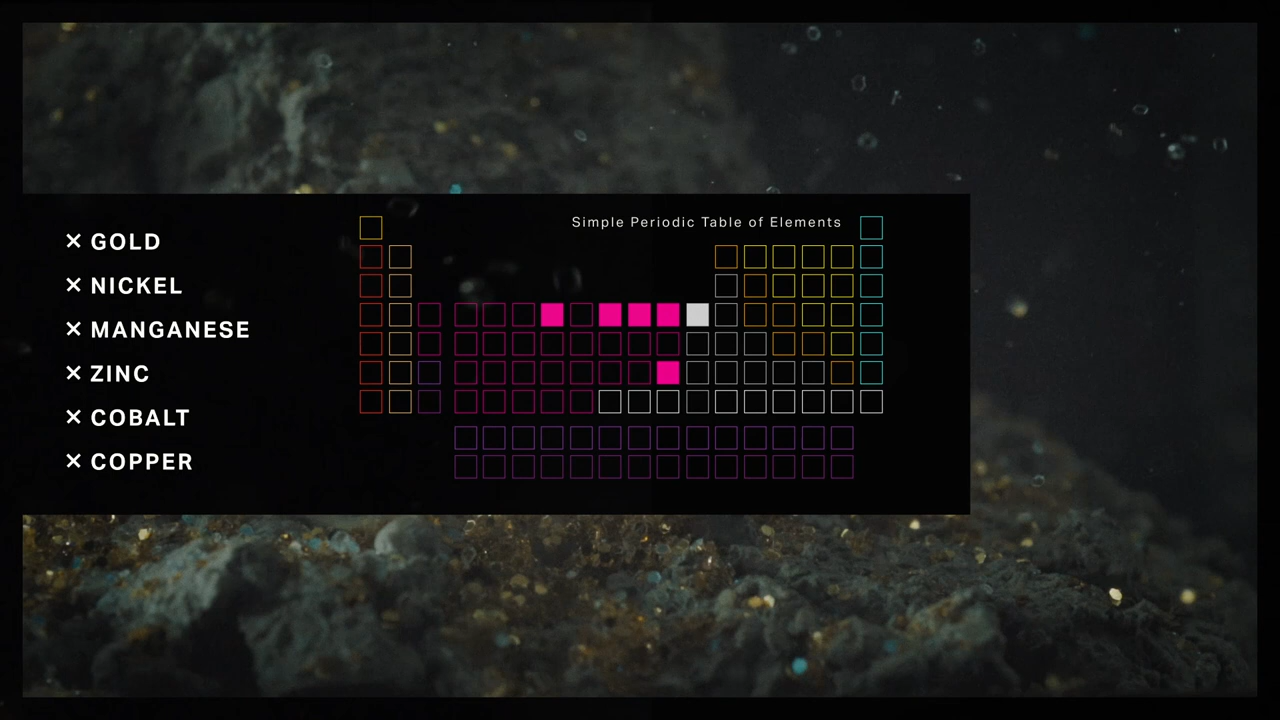 Simple Periodic Table of Elements
× GOLD
× NICKEL
× MANGANESE
× ZINC
× COBALT
× COPPER